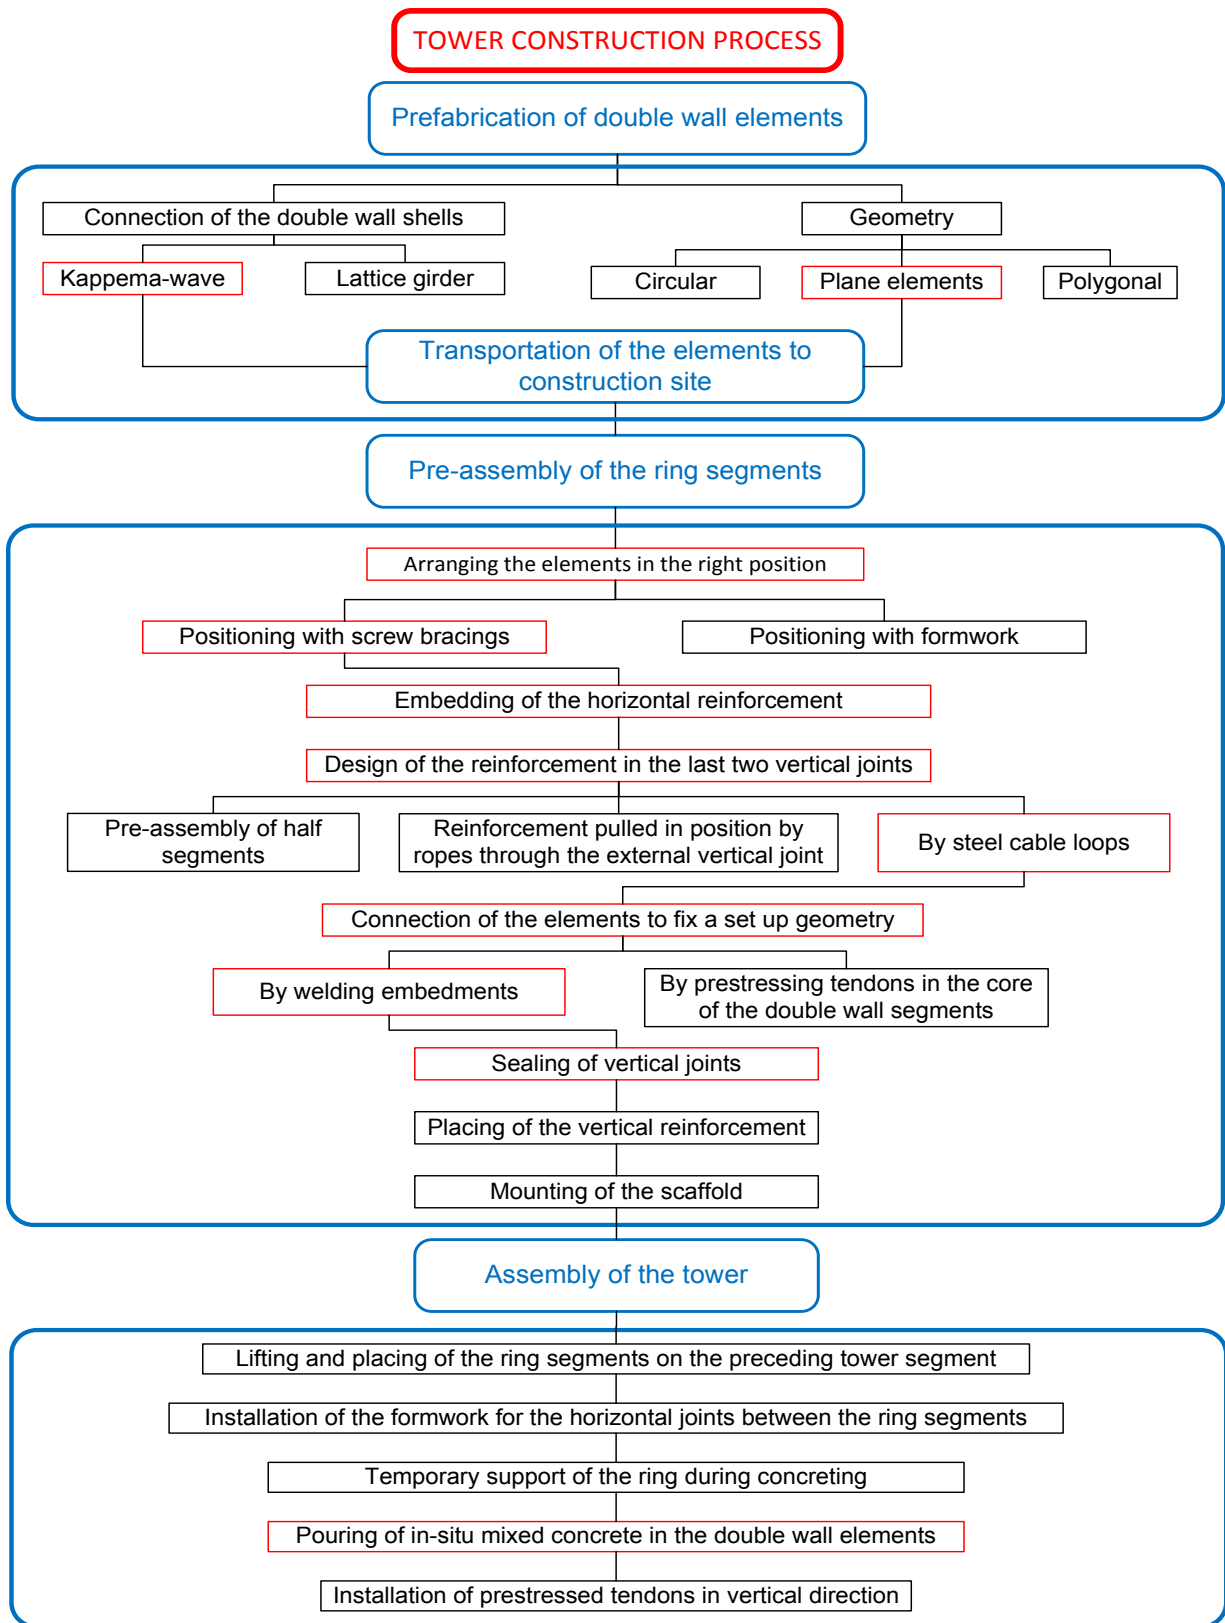 TOWER CONSTRUCTION PROCESS
Prefabrication of double wall elements
Connection of the double wall shells
Geometry
Kappema-wave
Lattice girder
Circular
Plane elements
Polygonal
Transportation of the elements to
construction site
Pre-assembly of the ring segments
Arranging the elements in the right position
Positioning with screw bracings
Positioning with formwork
Embedding of the horizontal reinforcement
Design of the reinforcement in the last two vertical joints
Pre-assembly of half
segments
Reinforcement pulled in position by
ropes through the external vertical joint
By steel cable loops
Connection of the elements to fix a set up geometry
By welding embedments
By prestressing tendons in the core
of the double wall segments
Sealing of vertical joints
Placing of the vertical reinforcement
Mounting of the scaffold
Assembly of the tower
Lifting and placing of the ring segments on the preceding tower segment
Installation of the formwork for the horizontal joints between the ring segments
Temporary support of the ring during concreting
Pouring of in-situ mixed concrete in the double wall elements
Installation of prestressed tendons in vertical direction